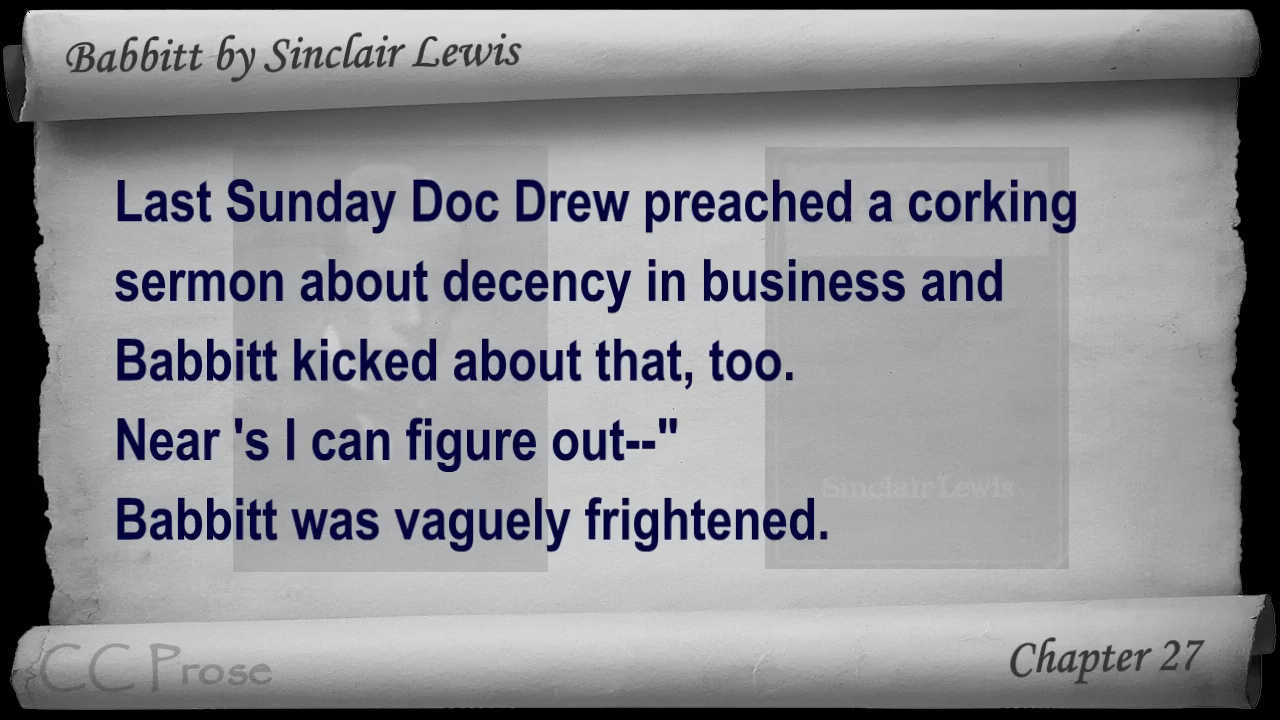 Babbitt by Sinclair Lewis
Last Sunday Doc Drew preached a corking
sermon about decency in business and
Babbitt kicked about that, too.
Near 's I can figure out--"
Sinclair Lewis
Babbitt was vaguely frightened.
CC Prose
Chapter 27